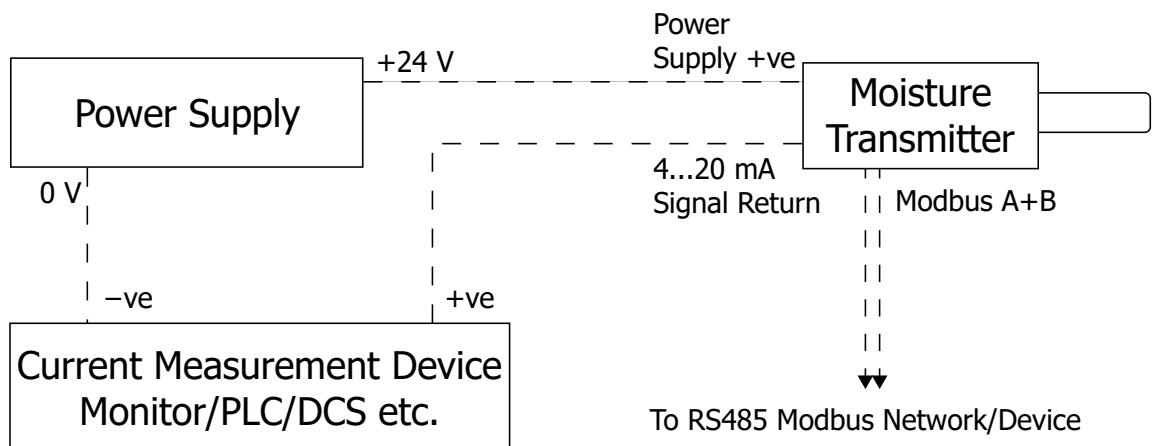 Power
Supply +ve
+24 V
Power Supply
Moisture
Transmitter
0 V
4...20 mA
Signal Return
Modbus A+B
−ve
+ve
Current Measurement Device
Monitor/PLC/DCS etc.
To RS485 Modbus Network/Device